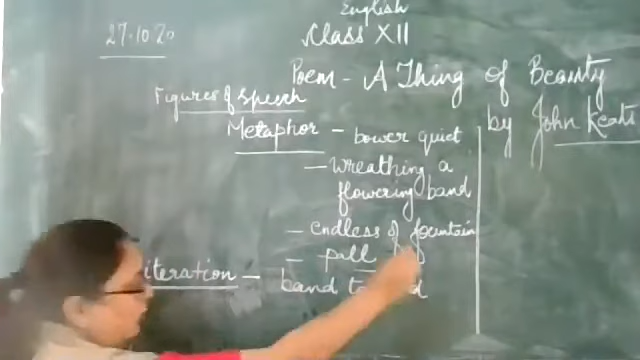 English
27.10.20
Class XII
Poem - A Thing of Beauty
by John Keats
Figures of speech
Metaphor - bower quiet
- Wreathing a
flowering band
- endless of fountain
- pall
iteration - band to